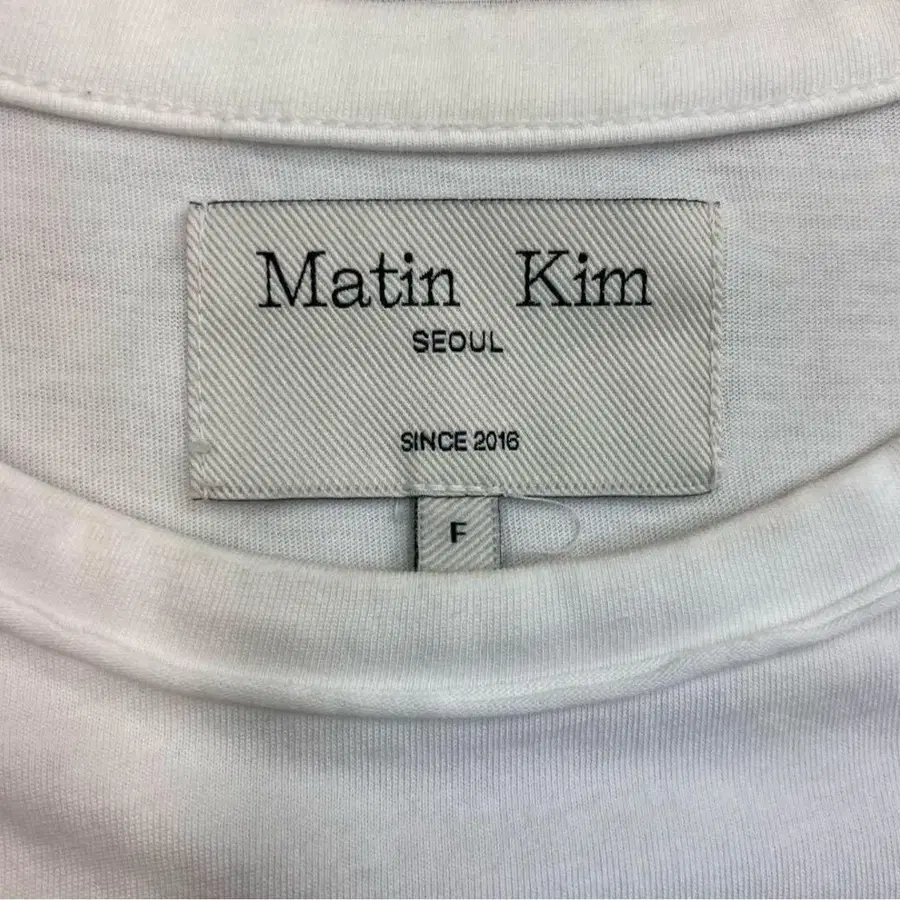 Matin Kim
SEOUL
SINCE 2016
F